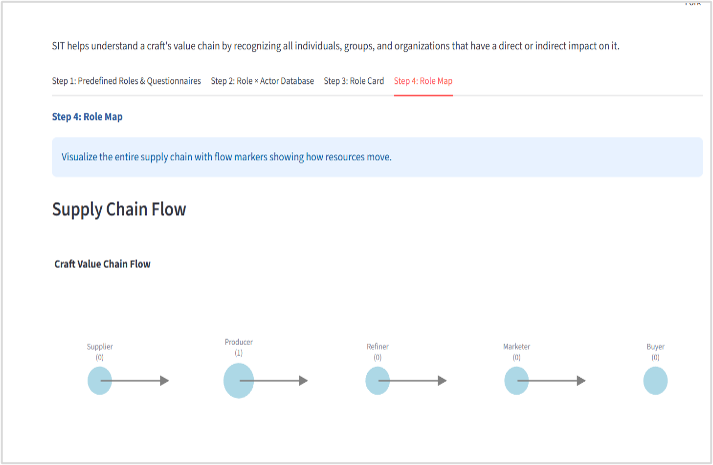 SIT helps understand a craft's value chain by recognizing all individuals, groups, and organizations that have a direct or indirect impact on it.
Step 1: Predefined Roles & Questionnaires Step 2: Role × Actor Database Step 3: Role Card Step 4: Role Map
Step 4: Role Map
Visualize the entire supply chain with flow markers showing how resources move.
Supply Chain Flow
Craft Value Chain Flow
Supplier
(0)
Producer
(1)
Refiner
(0)
Marketer
(0)
Buyer
(0)